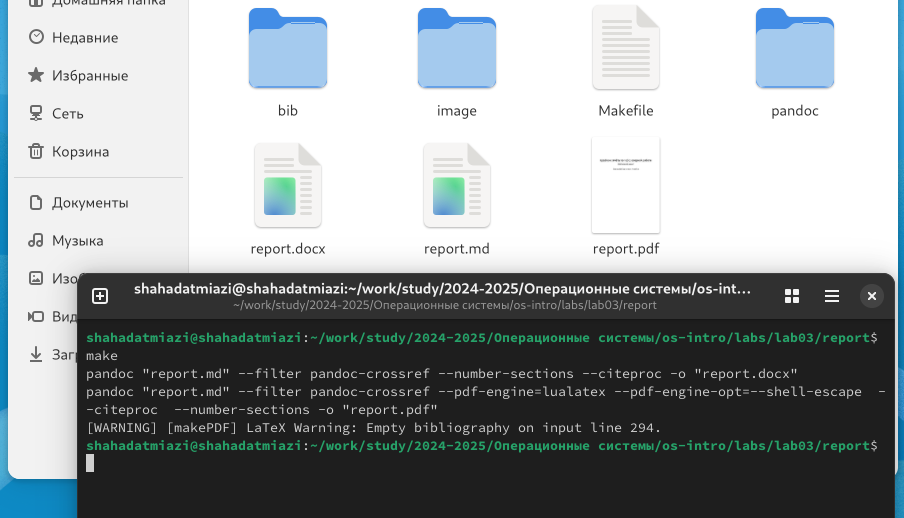 Домашняя папка
Недавние
Избранные
Сеть
Корзина
Документы
Музыка
Изо
Вид
Загр
bib
image
Makefile
pandoc
report.docx
report.md
report.pdf
shahadatmiazi@shahadatmiazi:~/work/study/2024-2025/Операционные системы/os-int...
~/work/study/2024-2025/Операционные системы/os-intro/labs/lab03/report
shahadatmiazi@shahadatmiazi:~/work/study/2024-2025/Операционные системы/os-intro/labs/lab03/report$
make
pandoc "report.md" --filter pandoc-crossref --number-sections --citeproc -o "report.docx"
pandoc "report.md" --filter pandoc-crossref --pdf-engine=lualatex --pdf-engine-opt=--shell-escape  -
-citeproc  --number-sections -o "report.pdf"
[WARNING] [makePDF] LaTeX Warning: Empty bibliography on input line 294.
shahadatmiazi@shahadatmiazi:~/work/study/2024-2025/Операционные системы/os-intro/labs/lab03/report$